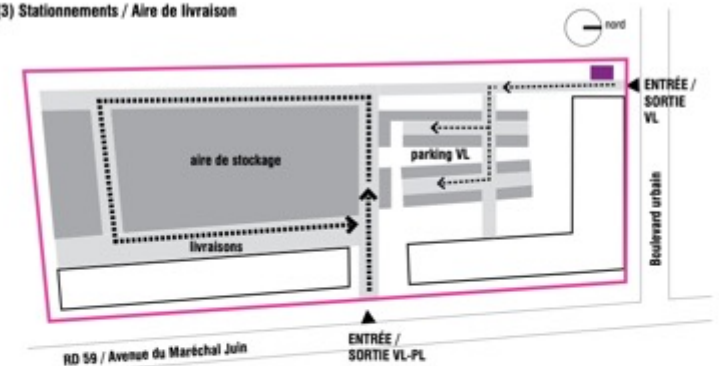 (3) Stationnements / Aire de livraison
nord
ENTRÉE /
SORTIE
VL
aire de stockage
parking VL
Boulevard urbain
livraisons
ENTRÉE /
SORTIE VL-PL
RD 59 / Avenue du Maréchal Juin